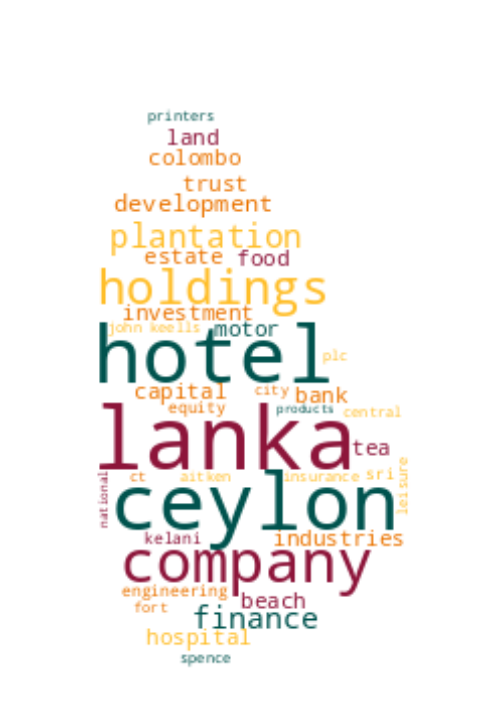 printers
land
colombo
trust
development
plantation
estate food
holdings
investment
john keells motor
hotel
plc
capital city bank
equity products central
lanka
tea
national ct aitken insurance sri leisure
ceylon
kelani industries
company
engineering
fort beach
finance
hospital
spence